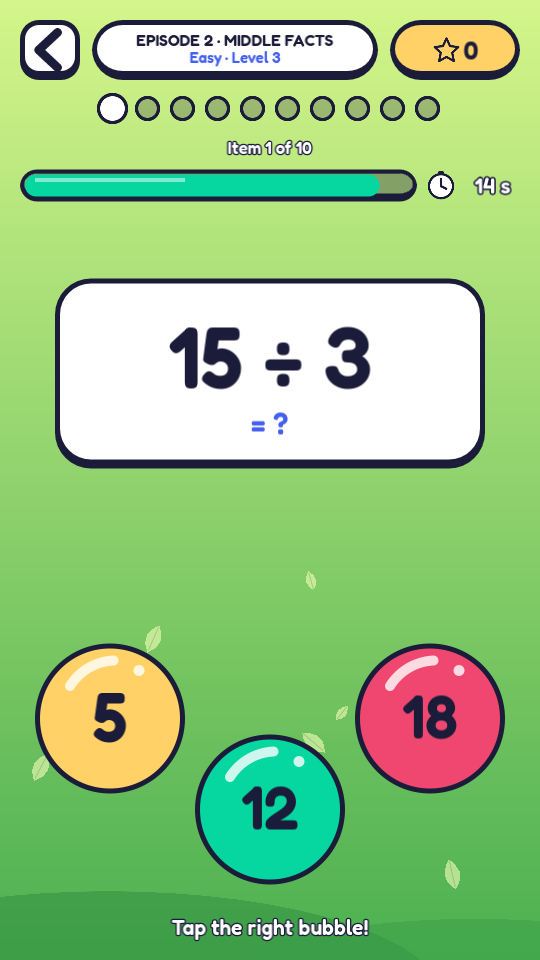 EPISODE 2 · MIDDLE FACTS
Easy · Level 3
0
Item 1 of 10
14 s
15 ÷ 3
= ?
5
18
12
Tap the right bubble!